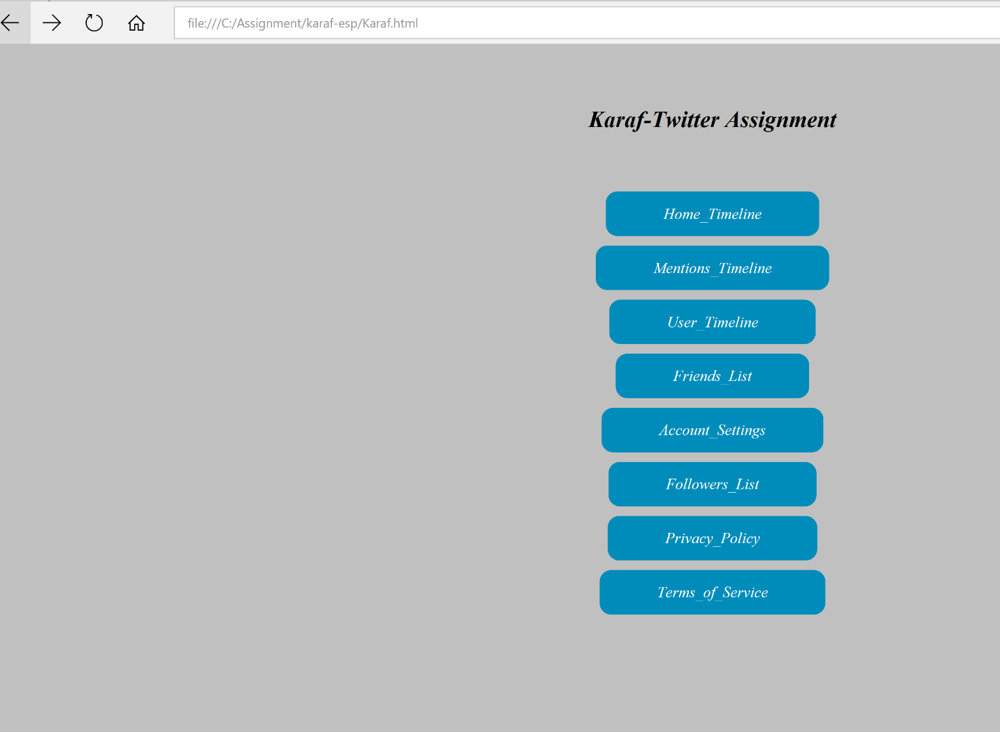 file:///C:/Assignment/karaf-esp/Karaf.html
Karaf-Twitter Assignment
Home_Timeline
Mentions_Timeline
User_Timeline
Friends_List
Account_Settings
Followers_List
Privacy_Policy
Terms_of_Service